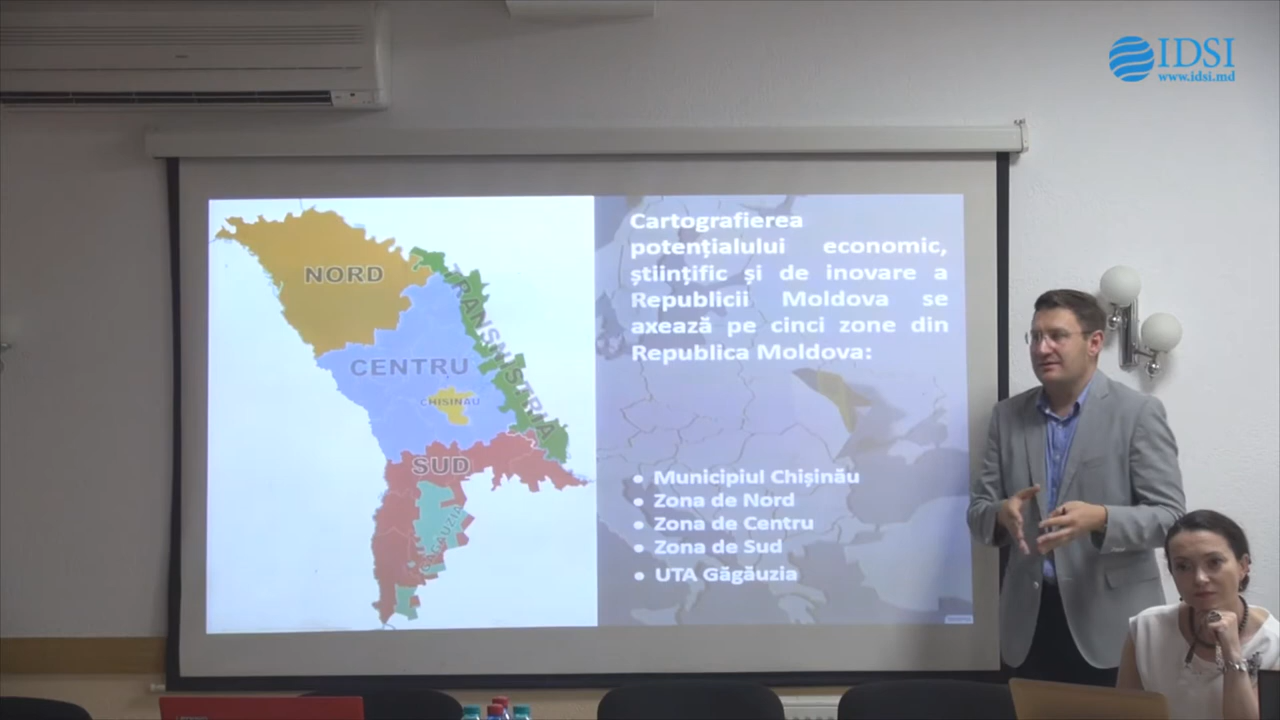 IDSI
www.idsi.md
NORD
TRANSNISTRIA
CENTRU
CHISINAU
SUD
GAUZIA
Cartografierea
potențialului economic,
științific și de inovare a
Republicii Moldova se
axează pe cinci zone din
Republica Moldova:
• Municipiul Chișinău
• Zona de Nord
• Zona de Centru
• Zona de Sud
• UTA Găgăuzia